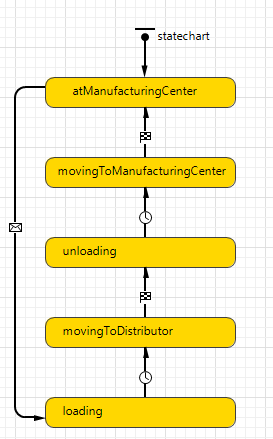 statechart
atManufacturingCenter
movingToManufacturingCenter
unloading
movingToDistributor
loading